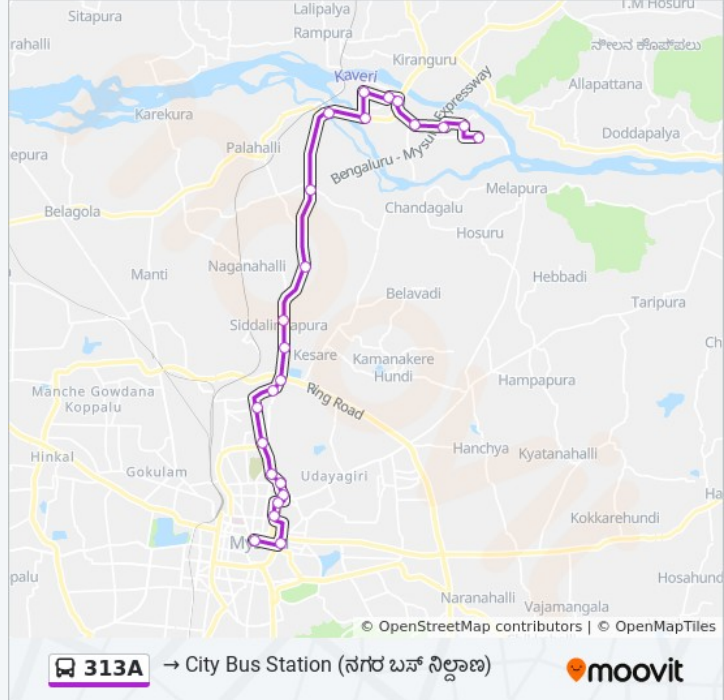 Sitapura
Lalipalya
T.M Hosuru
rahalli
Rampura
Kiranguru
Kaveri
Allapattana
Karekura
Bengaluru - Mysuru Expressway
Doddapalya
epura
Palahalli
Melapura
Belagola
Chandagalu
Hosuru
Manti
Naganahalli
Hebbadi
Belavadi
Taripura
Siddalingapura
Ch
Kesare
Kamanakere
Hundi
Manche Gowdana
Koppalu
Ring Road
Hampapura
Hinkal
Gokulam
Udayagiri
Hanchya
Kyatanahalli
Ha
Kokkarehundi
My
palu
Hosahund
Naranahalli
Vajamangala
© OpenStreetMap contributors | © OpenMapTiles
313A → City Bus Station (ನಗರ ಬಸ್ ನಿಲ್ದಾಣ)
moovit